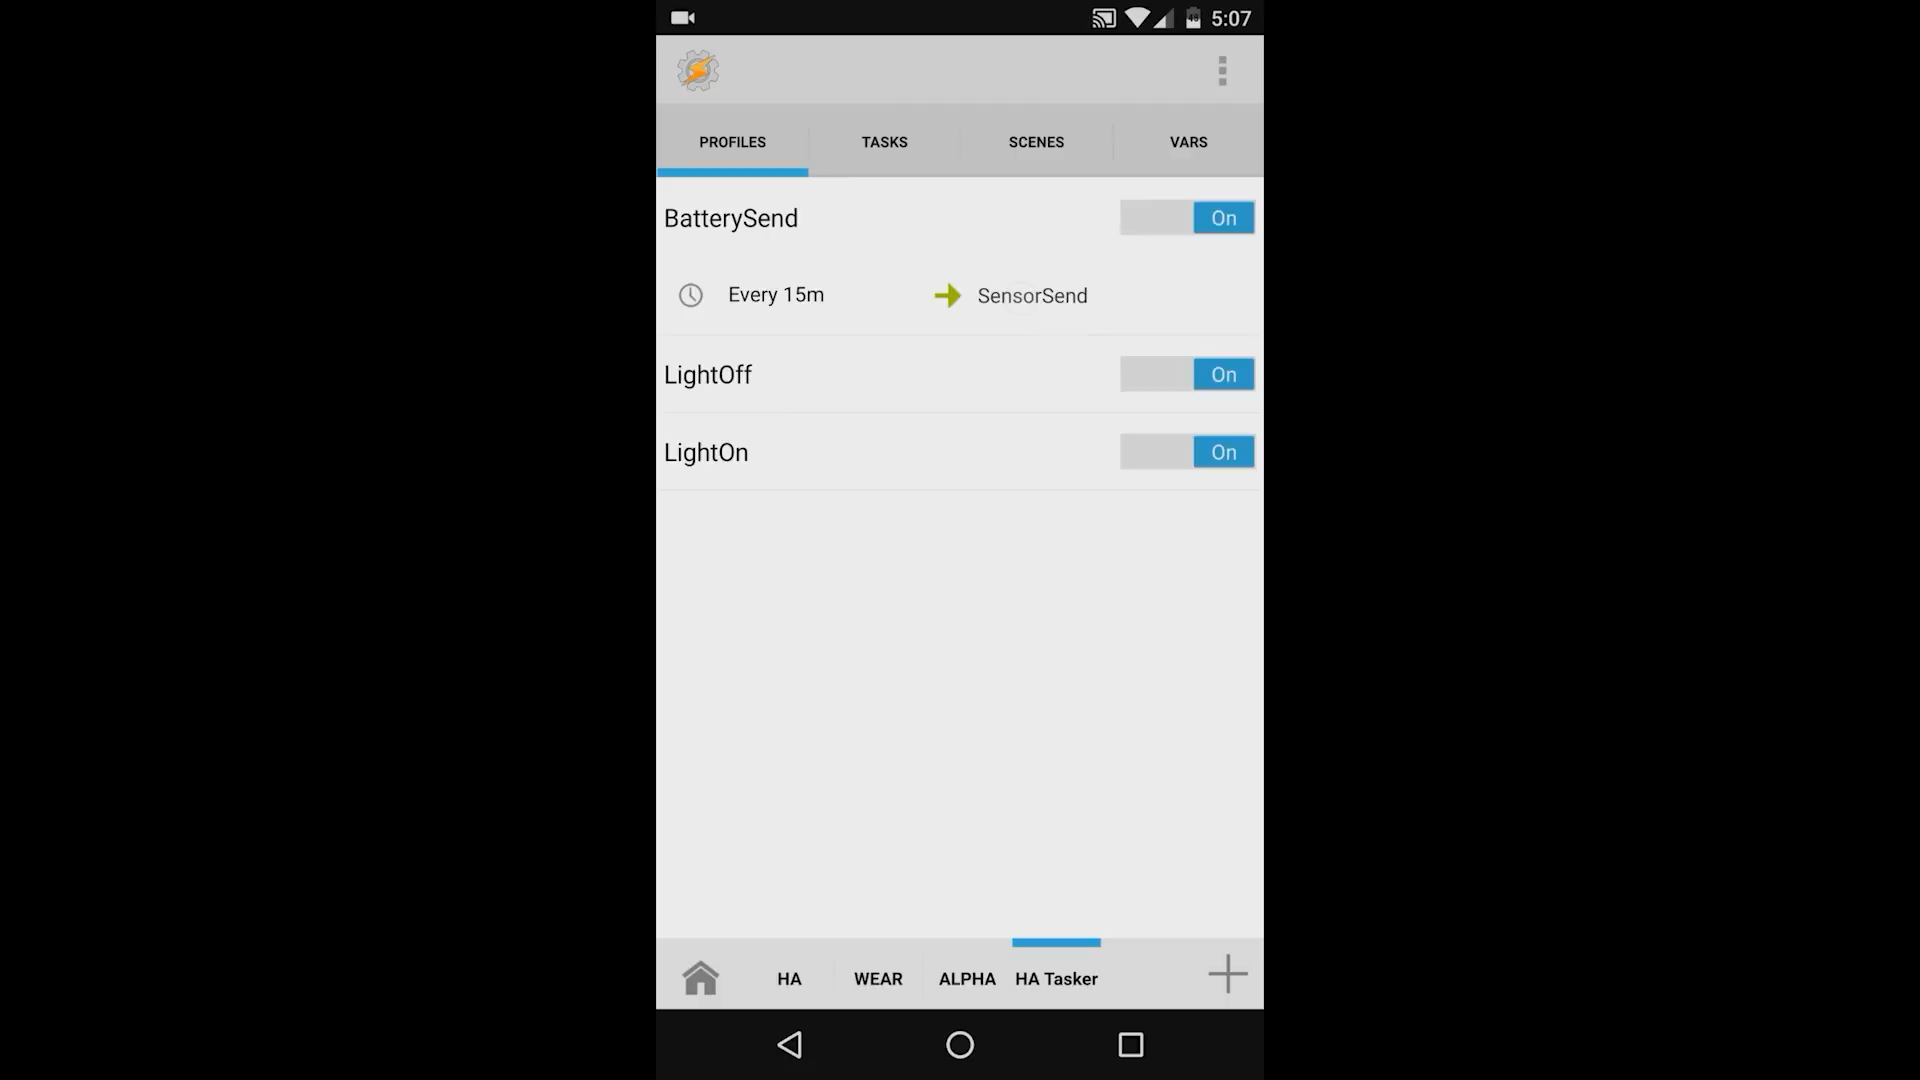 5:07
PROFILES TASKS SCENES VARS
BatterySend On
Every 15m SensorSend
LightOff On
LightOn On
HA WEAR ALPHA HA Tasker